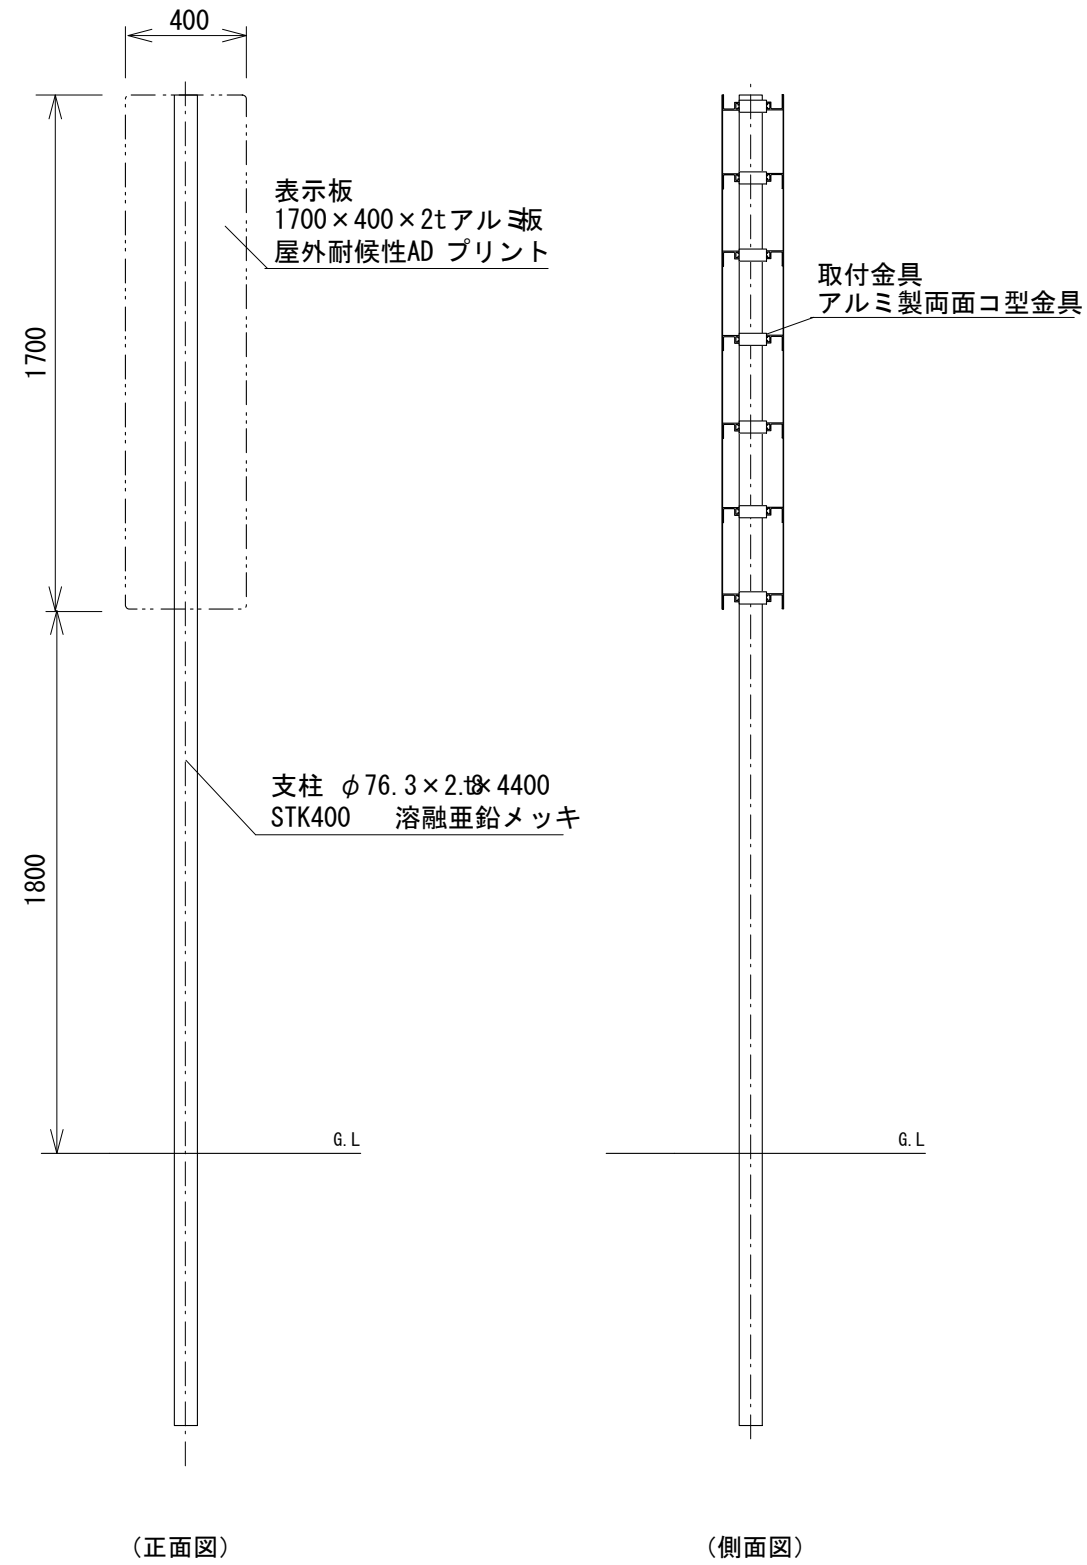 400
表示板
1700×400×2tアルミ板
屋外耐候性AD プリント
取付金具
アルミ製両面コ型金具
1700
支柱 φ76.3×2.8t×4400
STK400 溶融亜鉛メッキ
1800
G.L
G.L
(正面図)
(側面図)